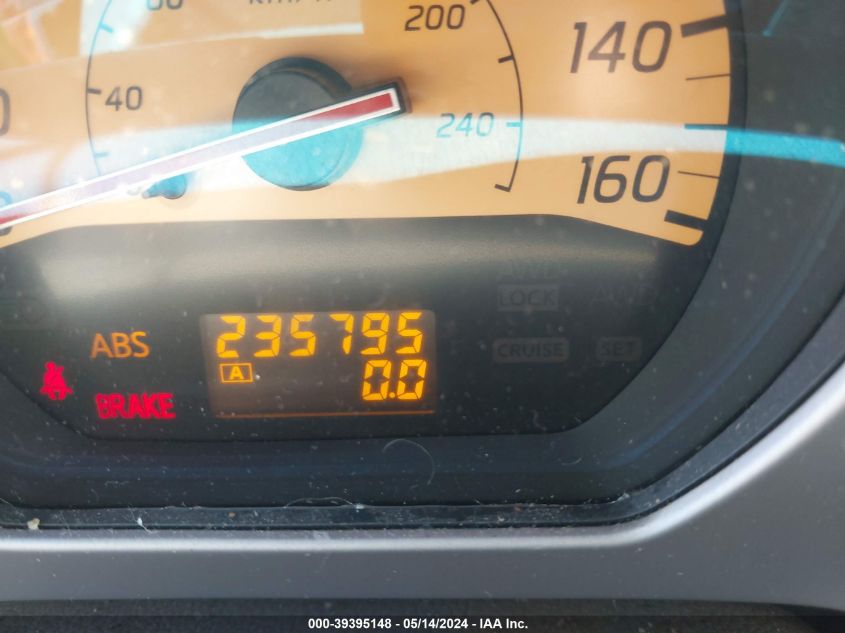 200
140
40
240
160
LOCK
ABS
235795
CRUISE SET
A 0.0
BRAKE
000-39395148 - 05/14/2024 - IAA Inc.